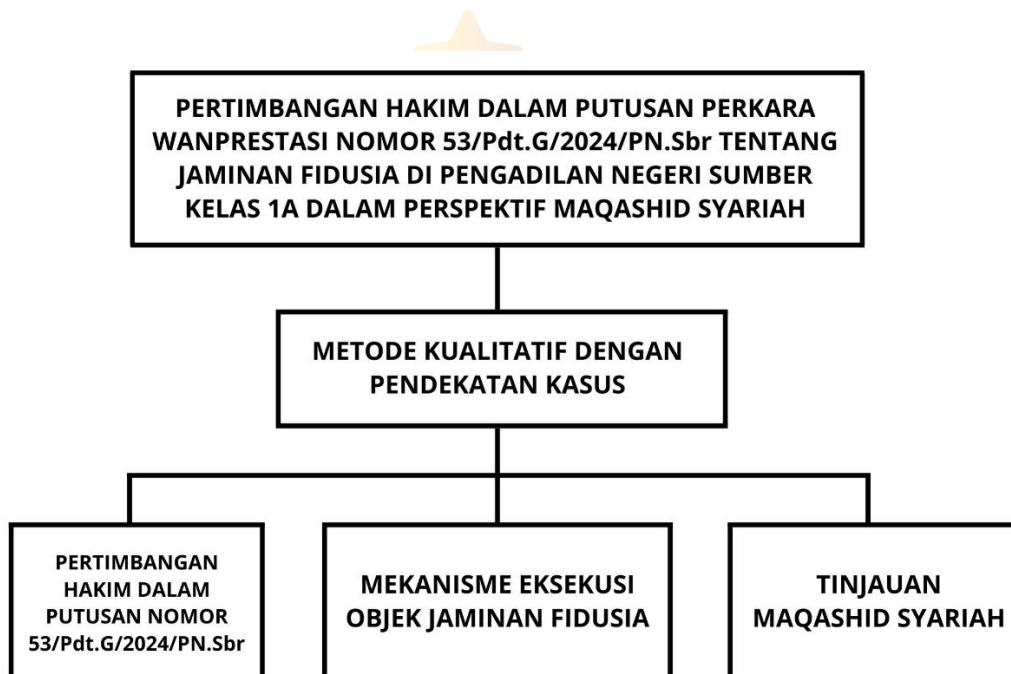 PERTIMBANGAN HAKIM DALAM PUTUSAN PERKARA
WANPRESTASI NOMOR 53/Pdt.G/2024/PN.Sbr TENTANG
JAMINAN FIDUSIA DI PENGADILAN NEGERI SUMBER
KELAS 1A DALAM PERSPEKTIF MAQASHID SYARIAH
METODE KUALITATIF DENGAN
PENDEKATAN KASUS
PERTIMBANGAN
HAKIM DALAM
PUTUSAN NOMOR
53/Pdt.G/2024/PN.Sbr
MEKANISME EKSEKUSI
OBJEK JAMINAN FIDUSIA
TINJAUAN
MAQASHID SYARIAH